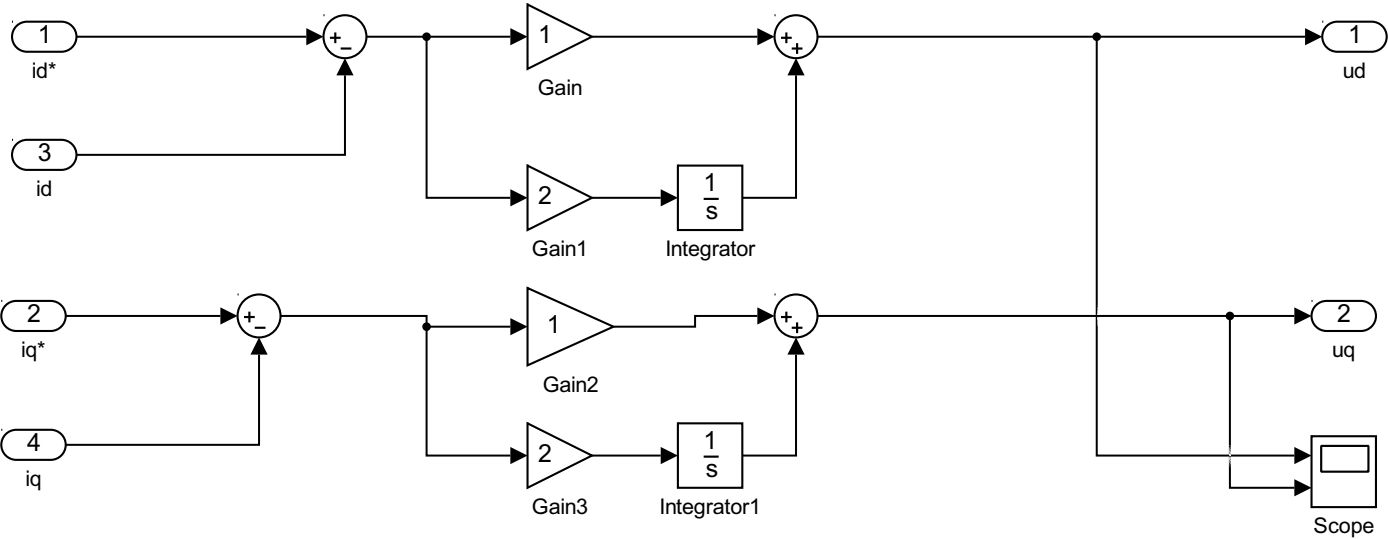 1
id*
+
−
1
Gain
+
+
1
ud
3
id
2
Gain1
1
s
Integrator
2
iq*
+
−
1
Gain2
+
+
2
uq
4
iq
2
Gain3
1
s
Integrator1
Scope